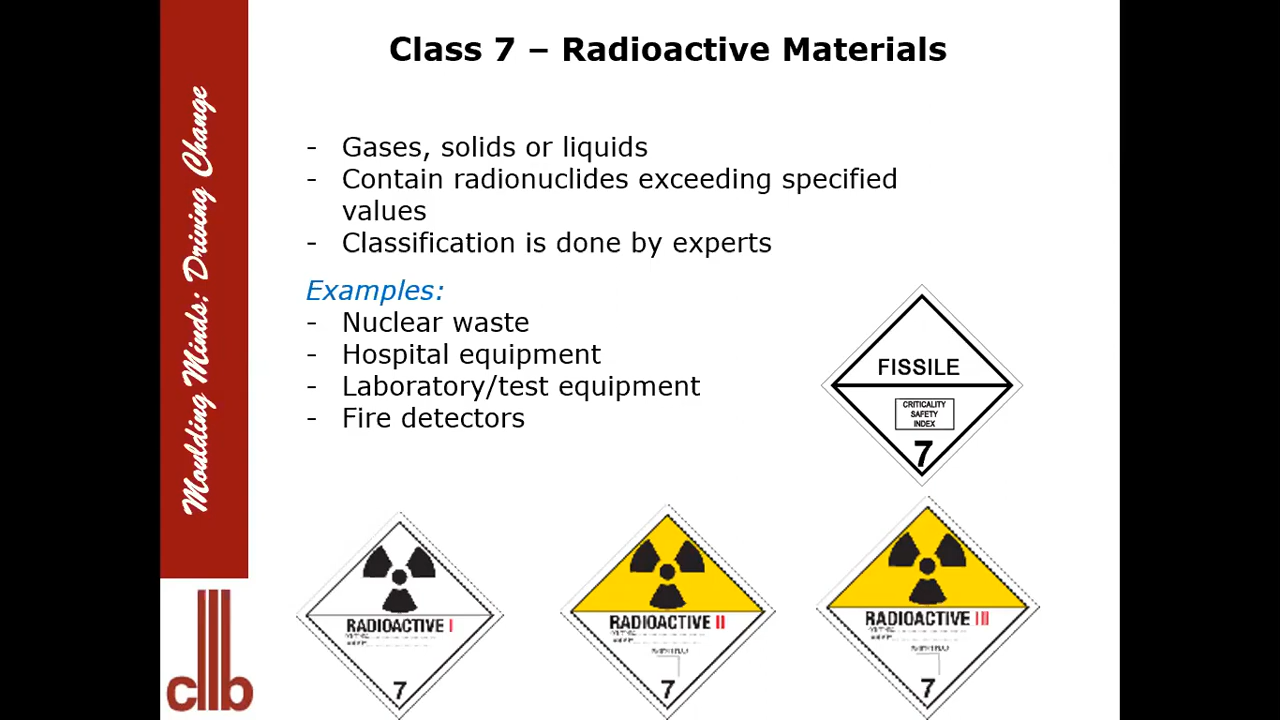 Class 7 – Radioactive Materials
Moulding Minds; Driving Change
- Gases, solids or liquids
- Contain radionuclides exceeding specified
values
- Classification is done by experts
Examples:
- Nuclear waste
- Hospital equipment
- Laboratory/test equipment
- Fire detectors
FISSILE
CRITICALITY
SAFETY
INDEX
7
RADIOACTIVE I
7
RADIOACTIVE II
7
RADIOACTIVE III
7
cllb